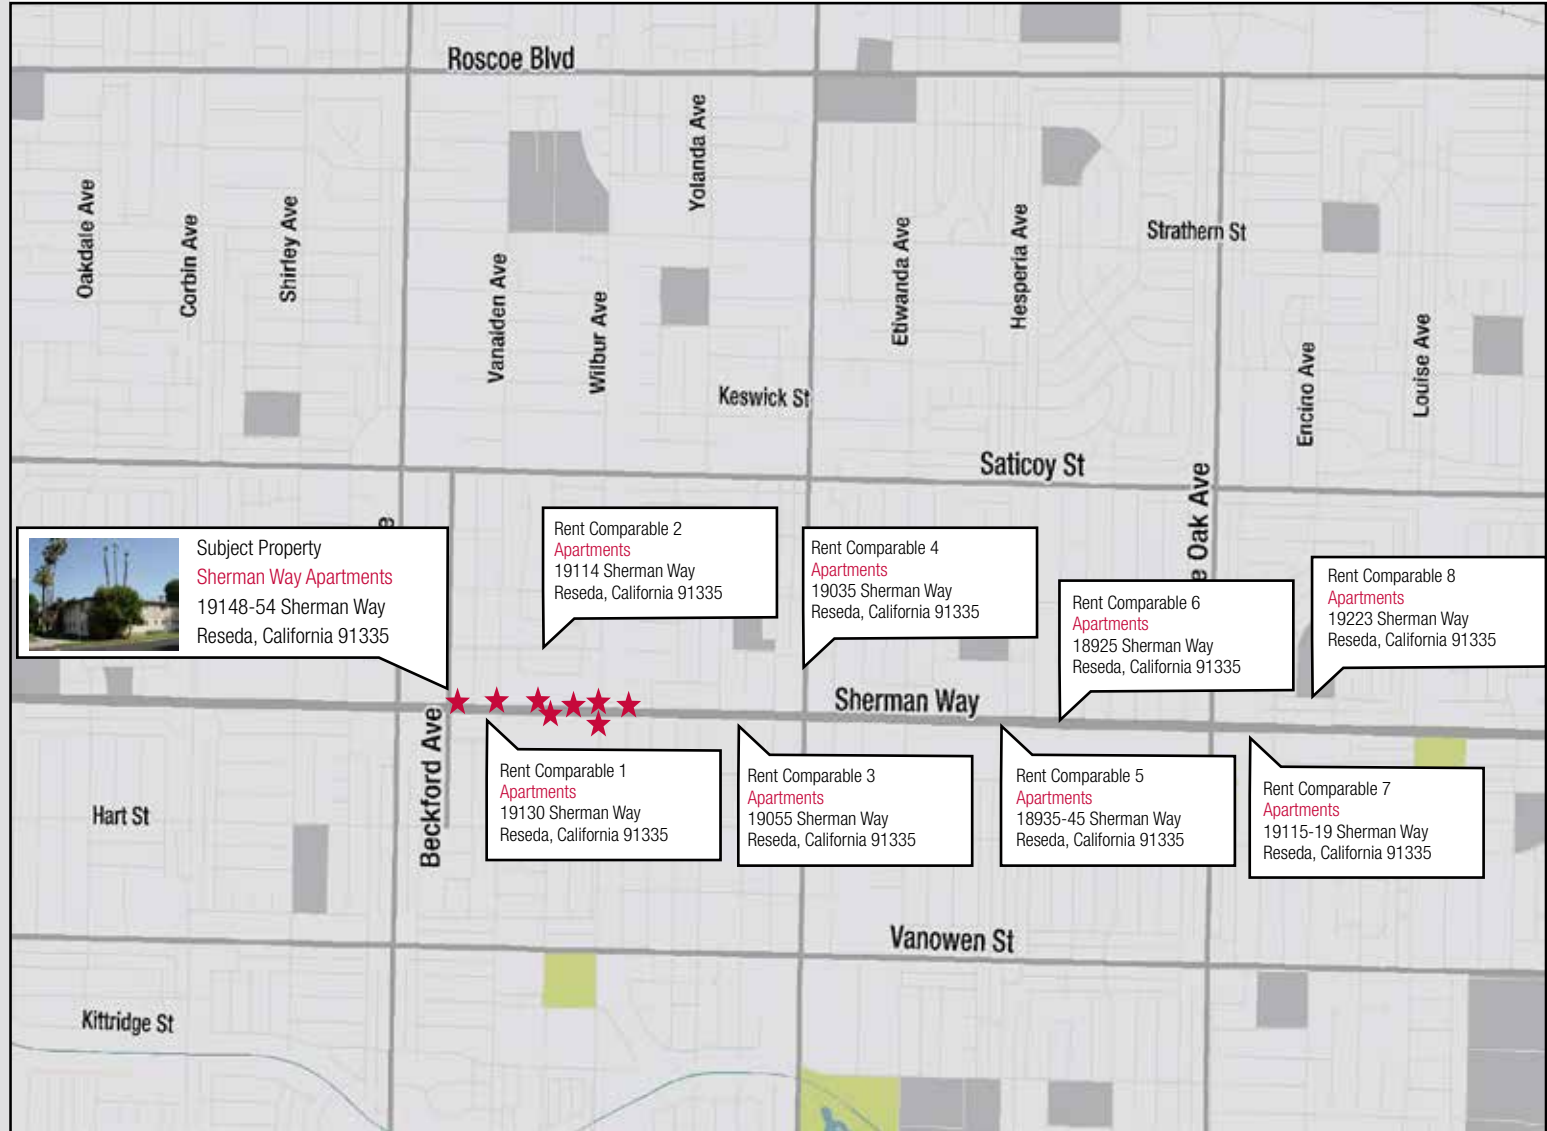 Roscoe Blvd
Yolanda Ave
Oakdale Ave
Corbin Ave
Shirley Ave
Vanalden Ave
Wilbur Ave
Etiwanda Ave
Hesperia Ave
Strathern St
Encino Ave
Louise Ave
Keswick St
Saticoy St
e
e Oak Ave
Subject Property
Sherman Way Apartments
19148-54 Sherman Way
Reseda, California 91335
Rent Comparable 2
Apartments
19114 Sherman Way
Reseda, California 91335
Rent Comparable 4
Apartments
19035 Sherman Way
Reseda, California 91335
Rent Comparable 6
Apartments
18925 Sherman Way
Reseda, California 91335
Rent Comparable 8
Apartments
19223 Sherman Way
Reseda, California 91335
Sherman Way
Beckford Ave
Rent Comparable 1
Apartments
19130 Sherman Way
Reseda, California 91335
Rent Comparable 3
Apartments
19055 Sherman Way
Reseda, California 91335
Rent Comparable 5
Apartments
18935-45 Sherman Way
Reseda, California 91335
Rent Comparable 7
Apartments
19115-19 Sherman Way
Reseda, California 91335
Hart St
Vanowen St
Kittridge St